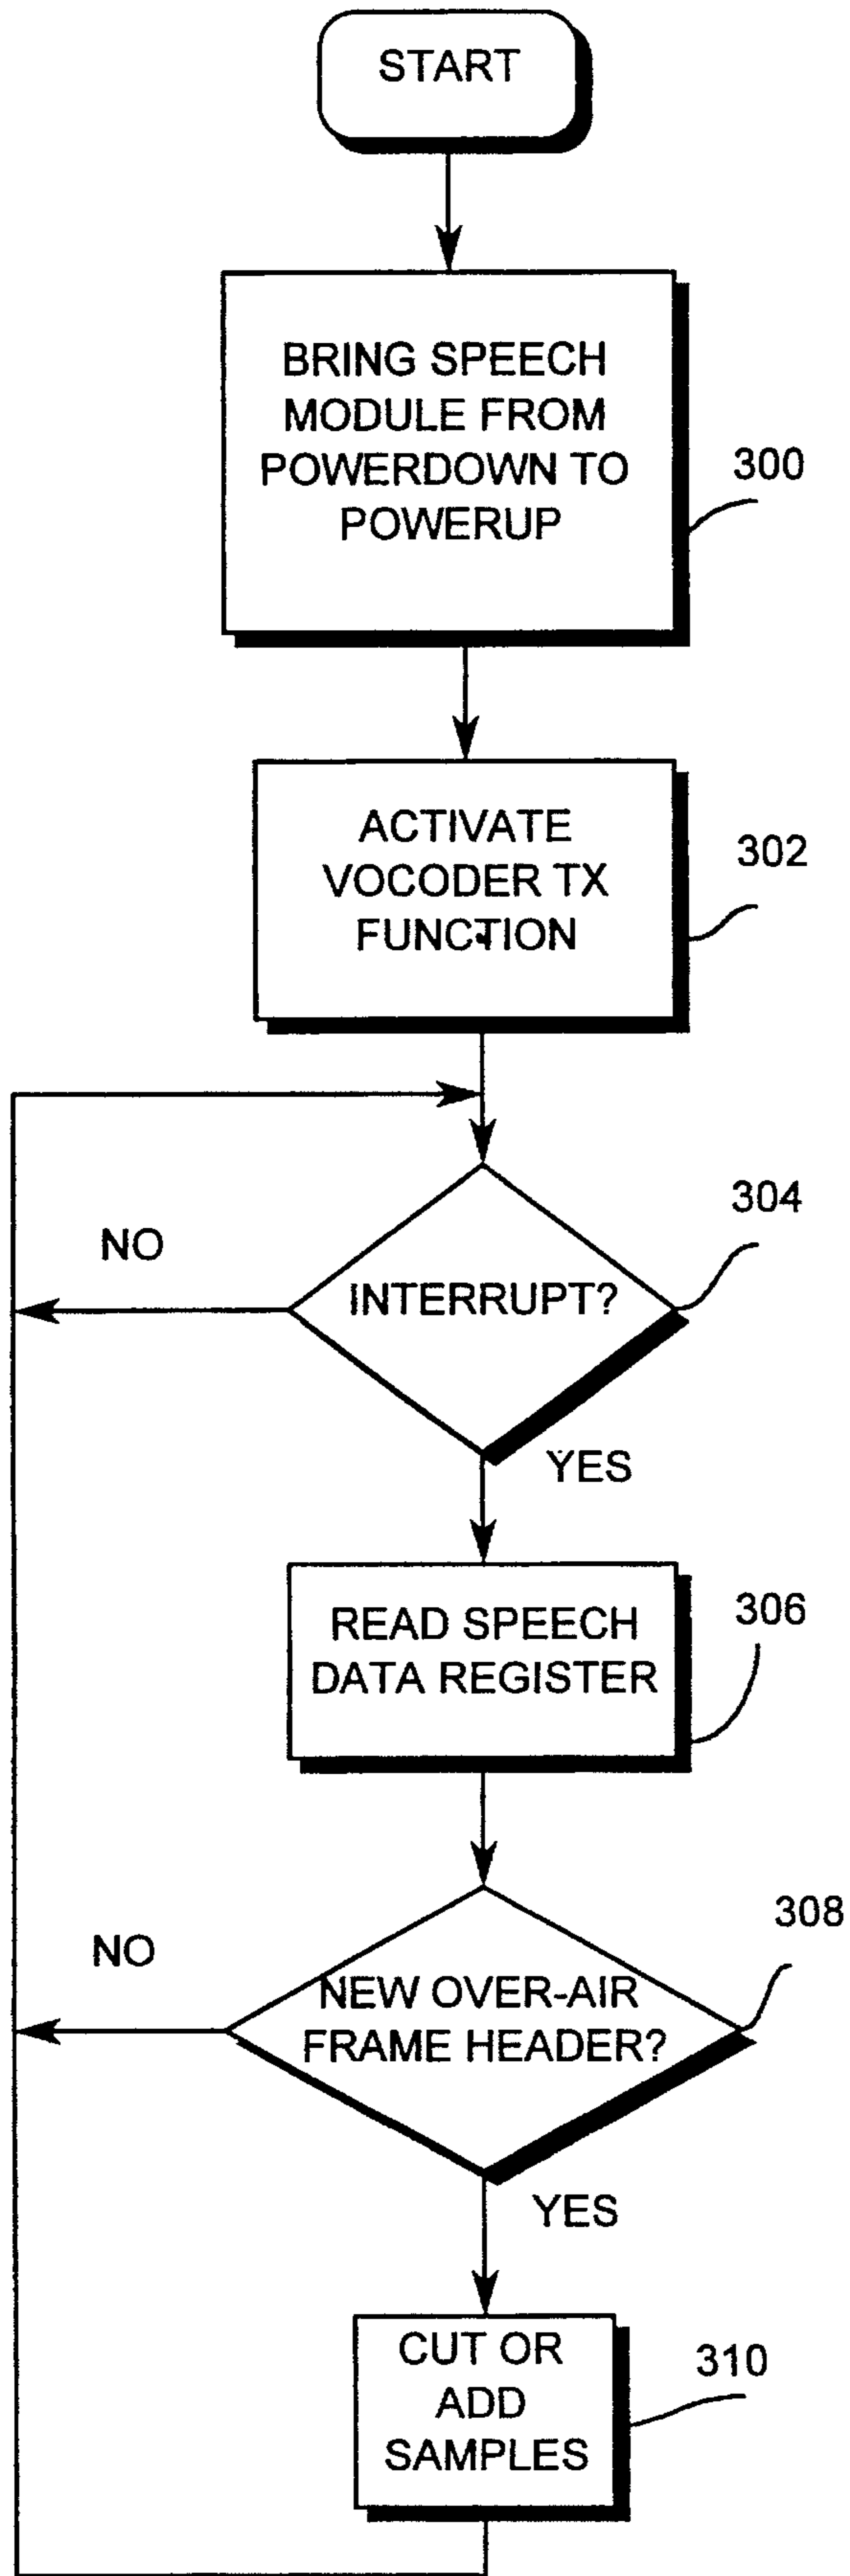 START
BRING SPEECH
MODULE FROM
POWERDOWN TO
POWERUP
300
ACTIVATE
VOCODER TX
FUNCTION
302
304
NO
INTERRUPT?
YES
READ SPEECH
DATA REGISTER
306
308
NO
NEW OVER-AIR
FRAME HEADER?
YES
CUT OR
ADD
SAMPLES
310